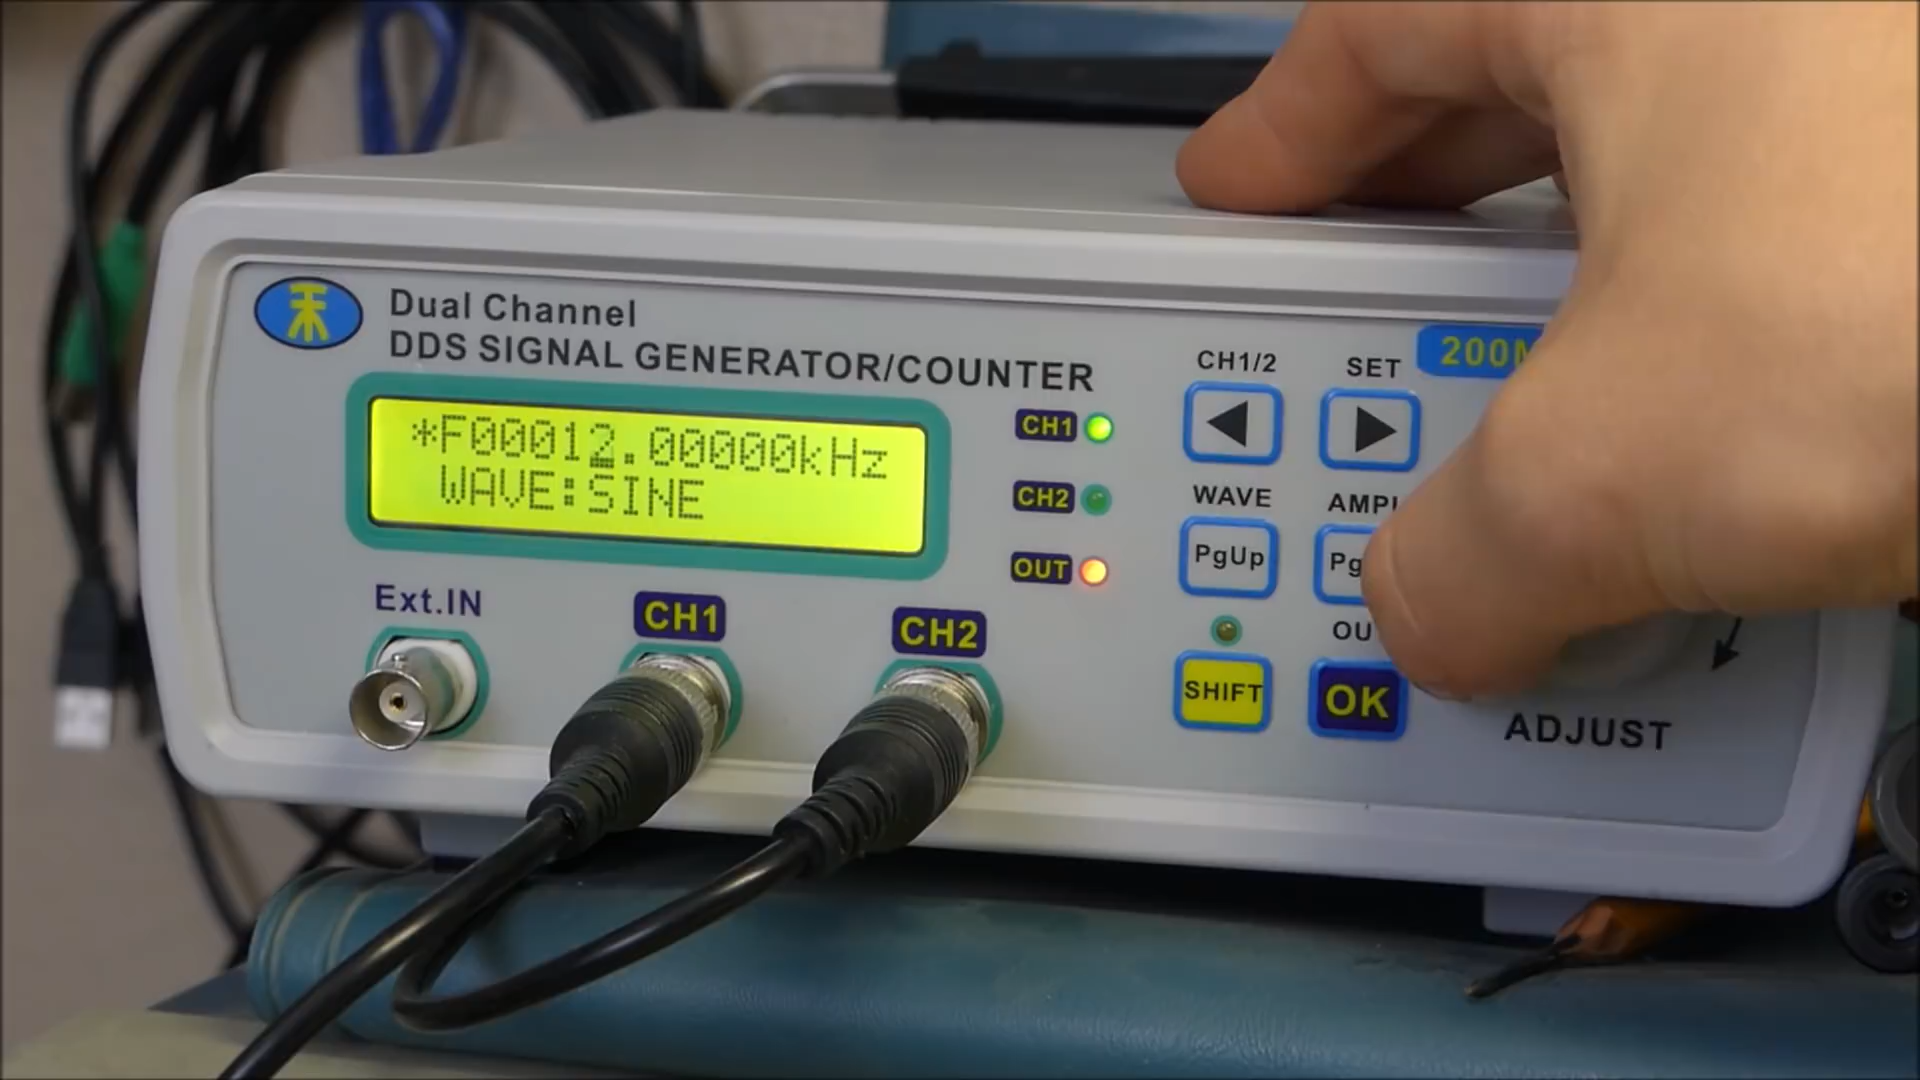 Dual Channel
DDS SIGNAL GENERATOR/COUNTER
*F00012.00000kHz
WAVE:SINE
CH1
CH2
OUT
Ext.IN
CH1
CH2
CH1/2
SET
WAVE
PgUp
SHIFT
OK
ADJUST